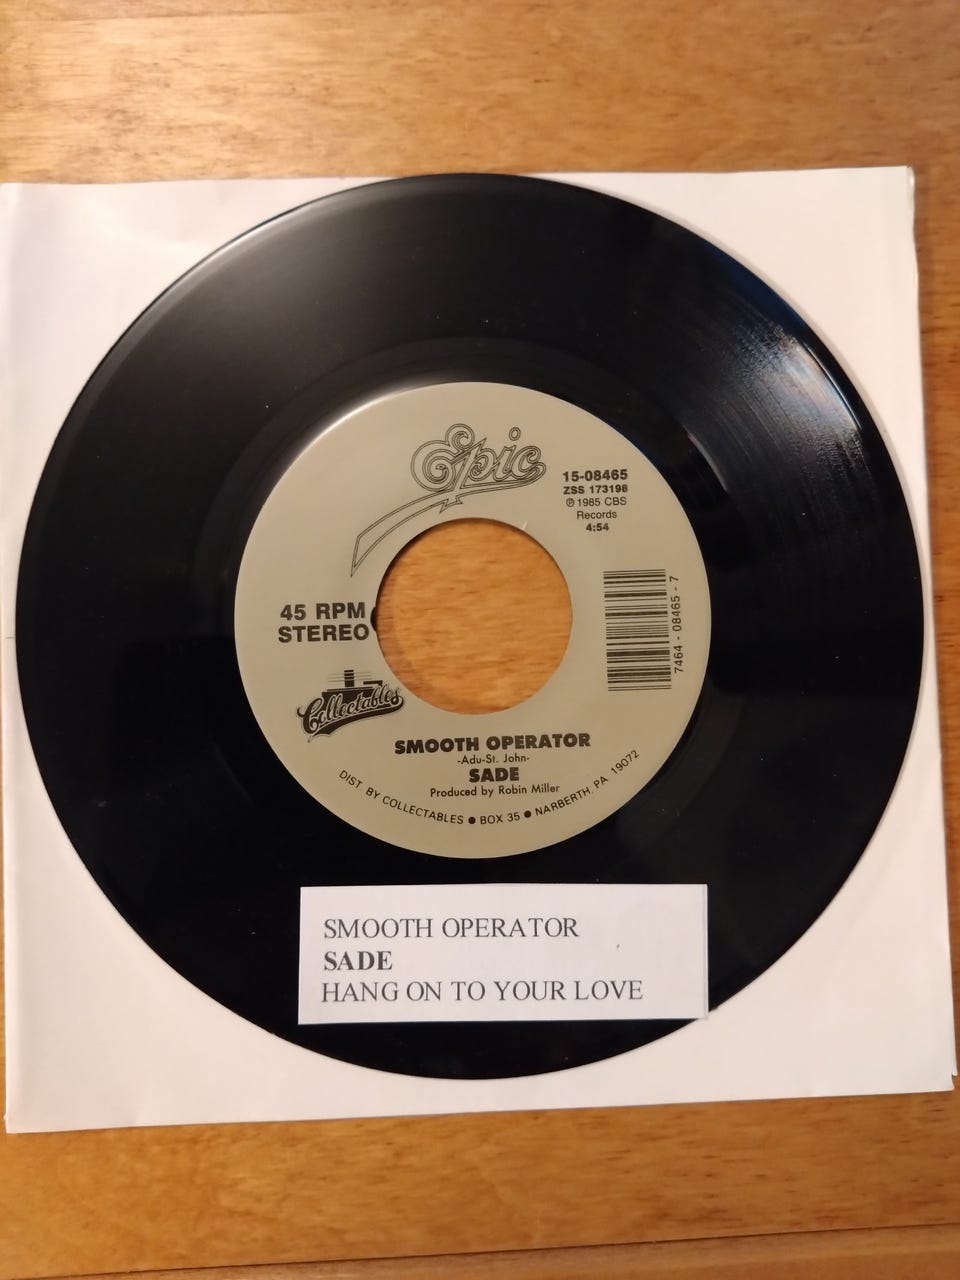 Epic
15-08465
ZSS 173198
℗ 1985 CBS
Records
4:54
45 RPM
STEREO
7464 - 08465 - 7
Collectables
SMOOTH OPERATOR
-Adu-St. John-
SADE
Produced by Robin Miller
DIST. BY COLLECTABLES ● BOX 35 ● NARBERTH, PA 19072
SMOOTH OPERATOR
SADE
HANG ON TO YOUR LOVE